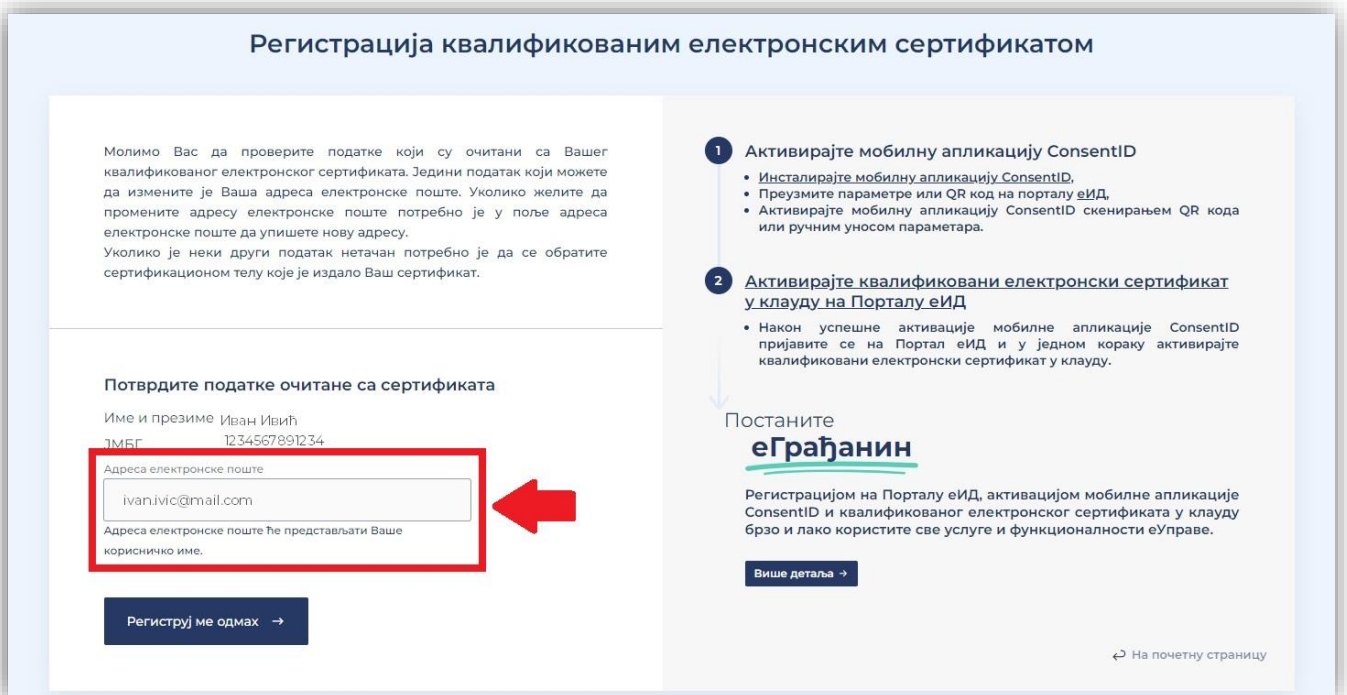 Регистрација квалификованим електронским сертификатом
Молимо Вас да проверите податке који су очитани са Вашег
квалификованог електронског сертификата. Једини податак који можете
да измените је Ваша адреса електронске поште. Уколико желите да
промените адресу електронске поште потребно је у поље адреса
електронске поште да упишете нову адресу.
Уколико је неки други податак нетачан потребно је да се обратите
сертификационом телу које је издало Ваш сертификат.
Потврдите податке очитане са сертификата
Име и презиме Иван Ивић
ЈМБГ 1234567891234
Адреса електронске поште
ivan.ivic@mail.com
Адреса електронске поште ће представљати Ваше
корисничко име.
Региструј ме одмах →
1 Активирајте мобилну апликацију ConsentID
• Инсталирајте мобилну апликацију ConsentID,
• Преузмите параметре или QR код на порталу еИД,
• Активирајте мобилну апликацију ConsentID скенирањем QR кода
или ручним уносом параметара.
2 Активирајте квалификовани електронски сертификат
у клауду на Порталу еИД
• Након успешне активације мобилне апликације ConsentID
пријавите се на Портал еИД и у једном кораку активирајте
квалификовани електронски сертификат у клауду.
Постаните
еГрађанин
Регистрацијом на Порталу еИД, активацијом мобилне апликације
ConsentID и квалификованог електронског сертификата у клауду
брзо и лако користите све услуге и функционалности еУправе.
Више детаља →
На почетну страницу